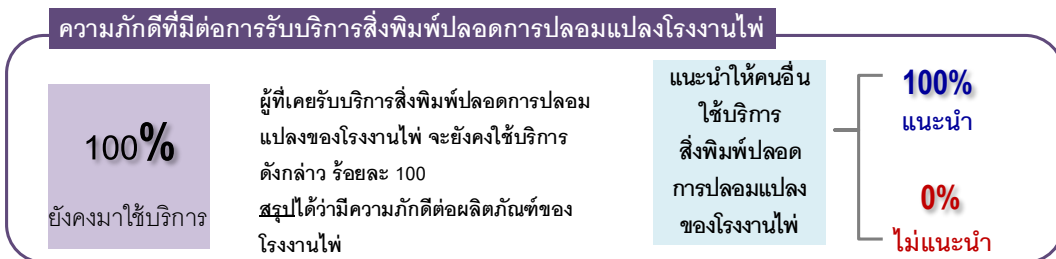 ความภักดีที่มีต่อการรับบริการสิ่งพิมพ์ปลอดการปลอมแปลงโรงงานไพ่
100%
ยังคงมาใช้บริการ
ผู้ที่เคยรับบริการสิ่งพิมพ์ปลอดการปลอม
แปลงของโรงงานไพ่ จะยังคงใช้บริการ
ดังกล่าว ร้อยละ 100
สรุปได้ว่ามีความภักดีต่อผลิตภัณฑ์ของ
โรงงานไพ่
แนะนำให้คนอื่น
ใช้บริการ
สิ่งพิมพ์ปลอด
การปลอมแปลง
ของโรงงานไพ่
100%
แนะนำ
0%
ไม่แนะนำ